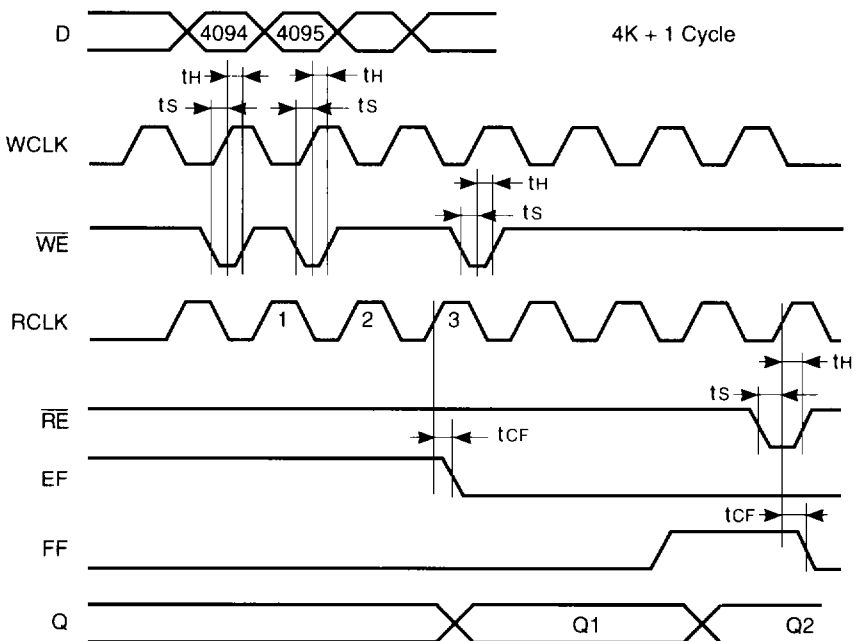 D 4094 4095 4K + 1 Cycle
tH tH
tS tS
WCLK
tH
tS
WE
RCLK 1 2 3
tH
tS
RE
tCF
EF
tCF
FF
Q Q1 Q2